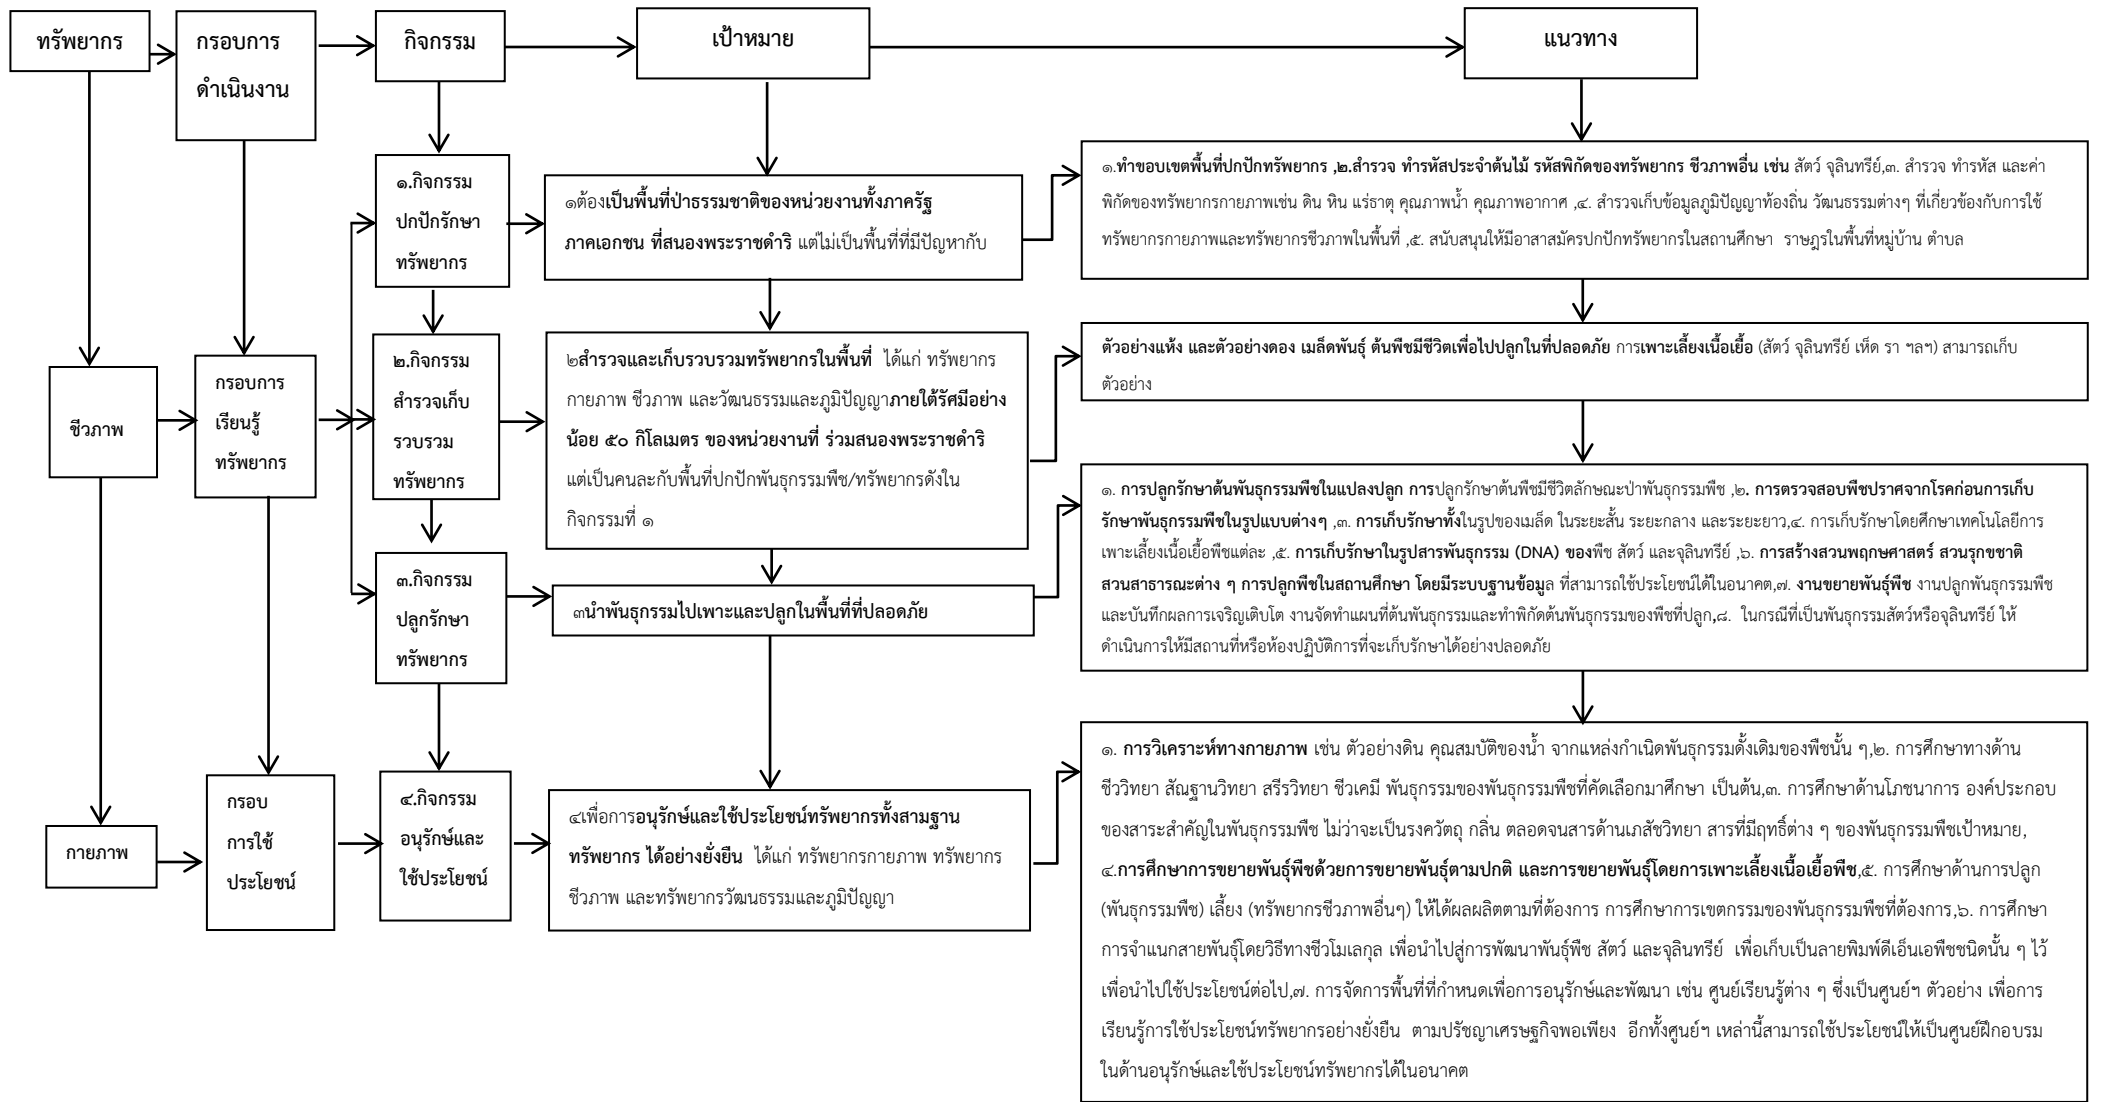 ทรัพยากร
กรอบการ
ดำเนินงาน
กิจกรรม
เป้าหมาย
แนวทาง
๑.กิจกรรม
ปกปักรักษา
ทรัพยากร
๑ต้องเป็นพื้นที่ป่าธรรมชาติของหน่วยงานทั้งภาครัฐ
ภาคเอกชน ที่สนองพระราชดำริ แต่ไม่เป็นพื้นที่ที่มีปัญหากับ
๑.ทำขอบเขตพื้นที่ปกปักทรัพยากร ,๒.สำรวจ ทำรหัสประจำต้นไม้ รหัสพิกัดของทรัพยากร ชีวภาพอื่น เช่น สัตว์ จุลินทรีย์,๓. สำรวจ ทำรหัส และค่า
พิกัดของทรัพยากรกายภาพเช่น ดิน หิน แร่ธาตุ คุณภาพน้ำ คุณภาพอากาศ ,๔. สำรวจเก็บข้อมูลภูมิปัญญาท้องถิ่น วัฒนธรรมต่างๆ ที่เกี่ยวข้องกับการใช้
ทรัพยากรกายภาพและทรัพยากรชีวภาพในพื้นที่ ,๕. สนับสนุนให้มีอาสาสมัครปกปักทรัพยากรในสถานศึกษา ราษฎรในพื้นที่หมู่บ้าน ตำบล
ชีวภาพ
กรอบการ
เรียนรู้
ทรัพยากร
๒.กิจกรรม
สำรวจเก็บ
รวบรวม
ทรัพยากร
๒สำรวจและเก็บรวบรวมทรัพยากรในพื้นที่ ได้แก่ ทรัพยากร
กายภาพ ชีวภาพ และวัฒนธรรมและภูมิปัญญาภายใต้รัศมีอย่าง
น้อย ๕๐ กิโลเมตร ของหน่วยงานที่ ร่วมสนองพระราชดำริ
แต่เป็นคนละกับพื้นที่ปกปักพันธุกรรมพืช/ทรัพยากรดังใน
กิจกรรมที่ ๑
ตัวอย่างแห้ง และตัวอย่างดอง เมล็ดพันธุ์ ต้นพืชมีชีวิตเพื่อไปปลูกในที่ปลอดภัย การเพาะเลี้ยงเนื้อเยื้อ (สัตว์ จุลินทรีย์ เห็ด รา ฯลฯ) สามารถเก็บ
ตัวอย่าง
๓.กิจกรรม
ปลูกรักษา
ทรัพยากร
๓นำพันธุกรรมไปเพาะและปลูกในพื้นที่ที่ปลอดภัย
๑. การปลูกรักษาต้นพันธุกรรมพืชในแปลงปลูก การปลูกรักษาต้นพืชมีชีวิตลักษณะป่าพันธุกรรมพืช ,๒. การตรวจสอบพืชปราศจากโรคก่อนการเก็บ
รักษาพันธุกรรมพืชในรูปแบบต่างๆ ,๓. การเก็บรักษาทั้งในรูปของเมล็ด ในระยะสั้น ระยะกลาง และระยะยาว,๔. การเก็บรักษาโดยศึกษาเทคโนโลยีการ
เพาะเลี้ยงเนื้อเยื้อพืชแต่ละ ,๕. การเก็บรักษาในรูปสารพันธุกรรม (DNA) ของพืช สัตว์ และจุลินทรีย์ ,๖. การสร้างสวนพฤกษศาสตร์ สวนรุกขชาติ
สวนสาธารณะต่าง ๆ การปลูกพืชในสถานศึกษา โดยมีระบบฐานข้อมูล ที่สามารถใช้ประโยชน์ได้ในอนาคต,๗. งานขยายพันธุ์พืช งานปลูกพันธุกรรมพืช
และบันทึกผลการเจริญเติบโต งานจัดทำแผนที่ต้นพันธุกรรมและทำพิกัดต้นพันธุกรรมของพืชที่ปลูก,๘. ในกรณีที่เป็นพันธุกรรมสัตว์หรือจุลินทรีย์ ให้
ดำเนินการให้มีสถานที่หรือห้องปฏิบัติการที่จะเก็บรักษาได้อย่างปลอดภัย
กายภาพ
กรอบ
การใช้
ประโยชน์
๔.กิจกรรม
อนุรักษ์และ
ใช้ประโยชน์
๔เพื่อการอนุรักษ์และใช้ประโยชน์ทรัพยากรทั้งสามฐาน
ทรัพยากร ได้อย่างยั่งยืน ได้แก่ ทรัพยากรกายภาพ ทรัพยากร
ชีวภาพ และทรัพยากรวัฒนธรรมและภูมิปัญญา
๑. การวิเคราะห์ทางกายภาพ เช่น ตัวอย่างดิน คุณสมบัติของน้ำ จากแหล่งกำเนิดพันธุกรรมดั้งเดิมของพืชนั้น ๆ,๒. การศึกษาทางด้าน
ชีววิทยา สัณฐานวิทยา สรีรวิทยา ชีวเคมี พันธุกรรมของพันธุกรรมพืชที่คัดเลือกมาศึกษา เป็นต้น,๓. การศึกษาด้านโภชนาการ องค์ประกอบ
ของสาระสำคัญในพันธุกรรมพืช ไม่ว่าจะเป็นรงควัตถุ กลิ่น ตลอดจนสารด้านเภสัชวิทยา สารที่มีฤทธิ์ต่าง ๆ ของพันธุกรรมพืชเป้าหมาย,
๔.การศึกษาการขยายพันธุ์พืชด้วยการขยายพันธุ์ตามปกติ และการขยายพันธุ์โดยการเพาะเลี้ยงเนื้อเยื้อพืช,๕. การศึกษาด้านการปลูก
(พันธุกรรมพืช) เลี้ยง (ทรัพยากรชีวภาพอื่นๆ) ให้ได้ผลผลิตตามที่ต้องการ การศึกษาการเขตกรรมของพันธุกรรมพืชที่ต้องการ,๖. การศึกษา
การจำแนกสายพันธุ์โดยวิธีทางชีวโมเลกุล เพื่อนำไปสู่การพัฒนาพันธุ์พืช สัตว์ และจุลินทรีย์ เพื่อเก็บเป็นลายพิมพ์ดีเอ็นเอพืชชนิดนั้น ๆ ไว้
เพื่อนำไปใช้ประโยชน์ต่อไป,๗. การจัดการพื้นที่ที่กำหนดเพื่อการอนุรักษ์และพัฒนา เช่น ศูนย์เรียนรู้ต่าง ๆ ซึ่งเป็นศูนย์ฯ ตัวอย่าง เพื่อการ
เรียนรู้การใช้ประโยชน์ทรัพยากรอย่างยั่งยืน ตามปรัชญาเศรษฐกิจพอเพียง อีกทั้งศูนย์ฯ เหล่านี้สามารถใช้ประโยชน์ให้เป็นศูนย์ฝึกอบรม
ในด้านอนุรักษ์และใช้ประโยชน์ทรัพยากรได้ในอนาคต